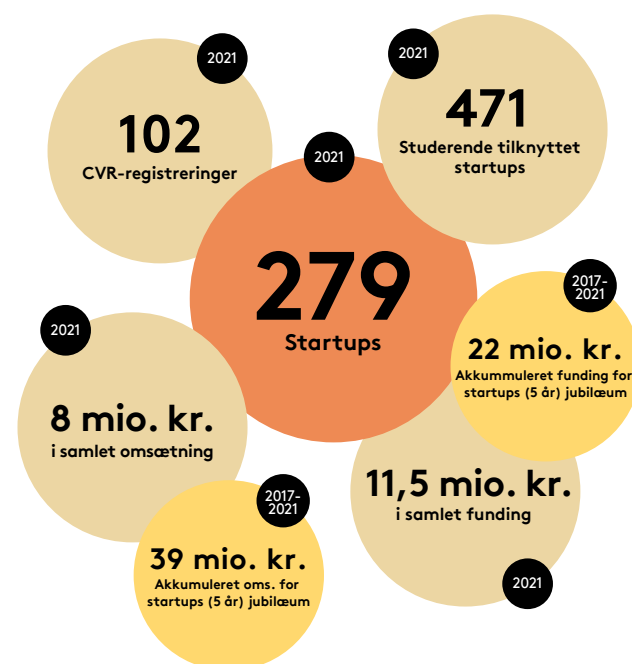 2021
102
CVR-registreringer
2021
471
Studerende tilknyttet
startups
2021
279
Startups
2017-
2021
22 mio. kr.
Akkummuleret funding for
startups (5 år) jubilæum
2021
8 mio. kr.
i samlet omsætning
11,5 mio. kr.
i samlet funding
2021
2017-
2021
39 mio. kr.
Akkumuleret oms. for
startups (5 år) jubilæum